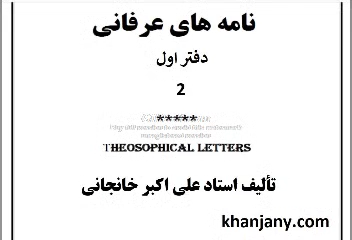 نامه های عرفانی
دفتر اول
2
*****
THEOSOPHICAL LETTERS
تألیف استاد علی اکبر خانجانی
khanjany.com